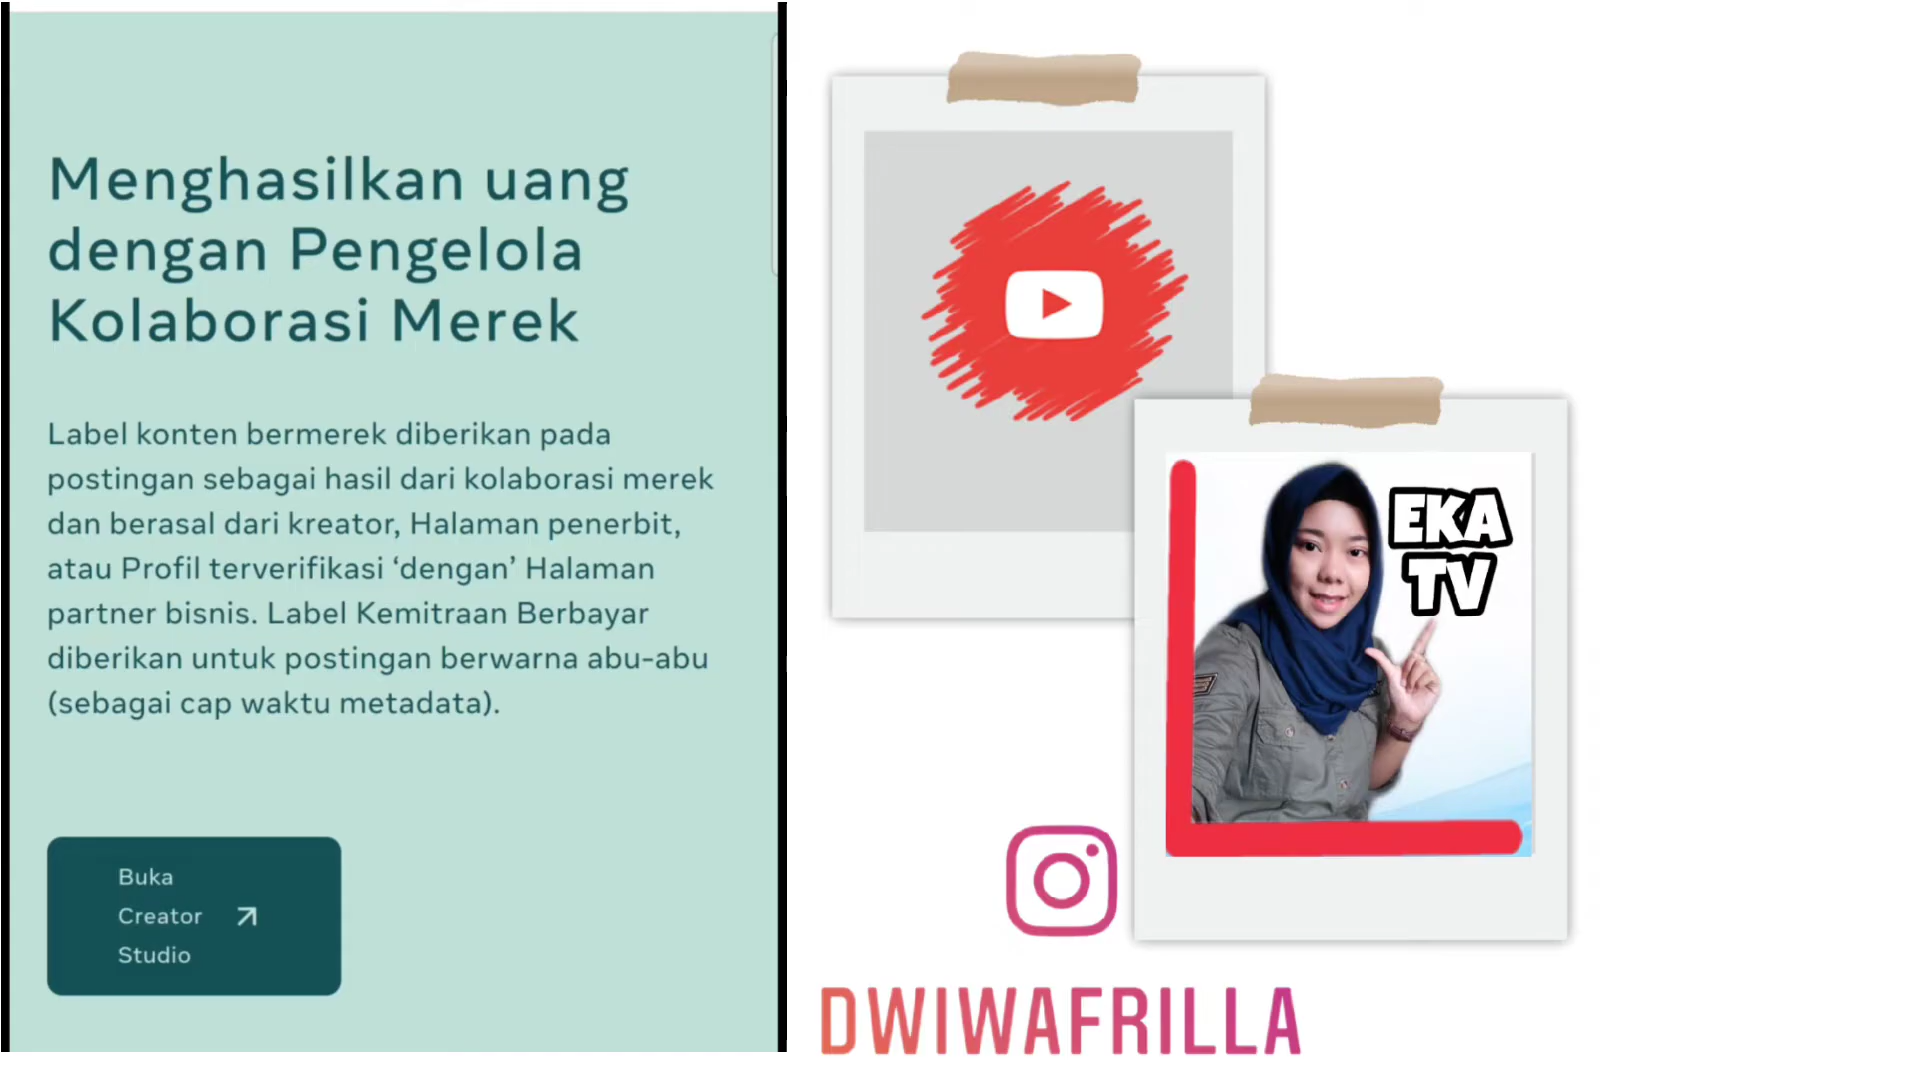 Menghasilkan uang
dengan Pengelola
Kolaborasi Merek
Label konten bermerek diberikan pada
postingan sebagai hasil dari kolaborasi merek
dan berasal dari kreator, Halaman penerbit,
atau Profil terverifikasi ‘dengan’ Halaman
partner bisnis. Label Kemitraan Berbayar
diberikan untuk postingan berwarna abu-abu
(sebagai cap waktu metadata).
Buka
Creator
Studio
EKA
TV
DWIWAFRILLA